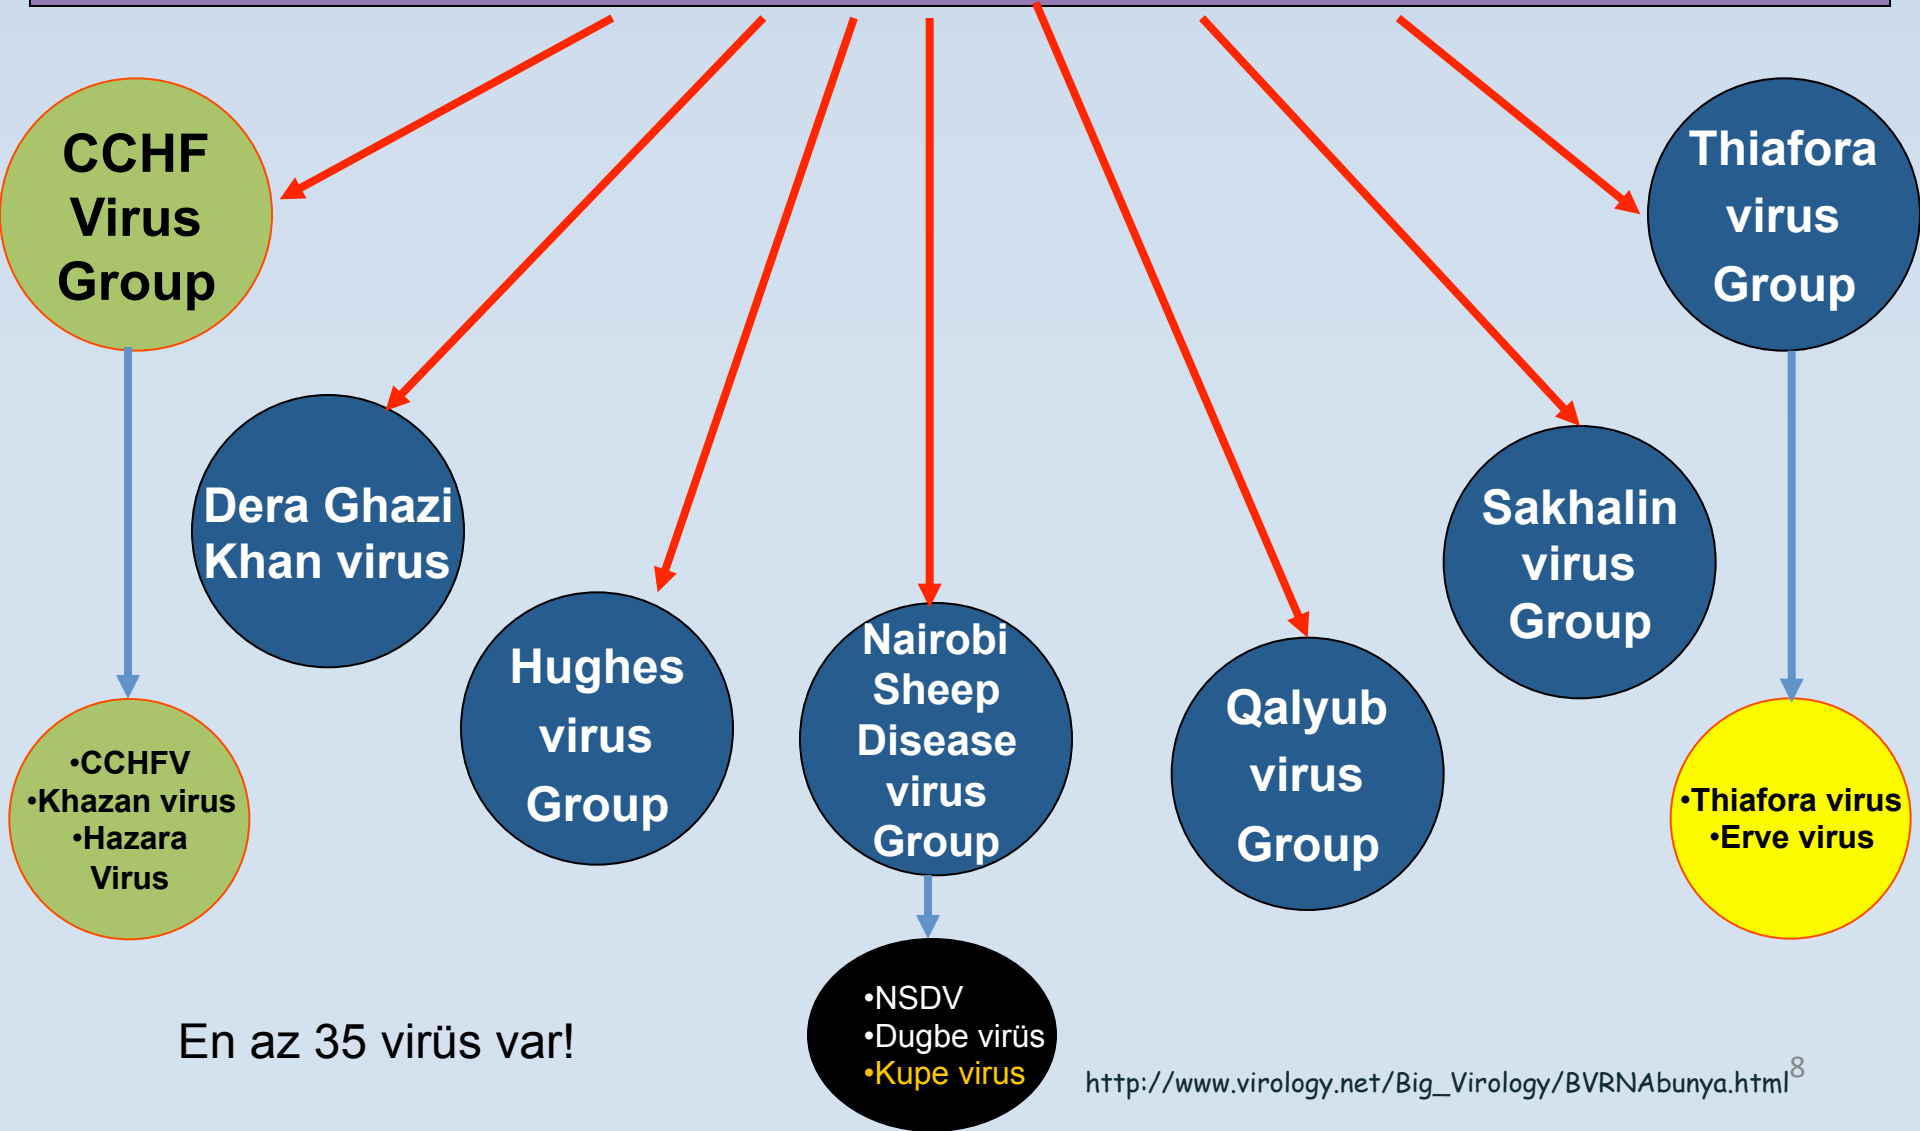 CCHF
Virus
Group
Thiafora
virus
Group
Dera Ghazi
Khan virus
Sakhalin
virus
Group
Hughes
virus
Group
Nairobi
Sheep
Disease
virus
Group
Qalyub
virus
Group
•CCHFV
•Khazan virus
•Hazara
Virus
•Thiafora virus
•Erve virus
•NSDV
•Dugbe virüs
•Kupe virus
En az 35 virüs var!
http://www.virology.net/Big_Virology/BVRNAbunya.html
8